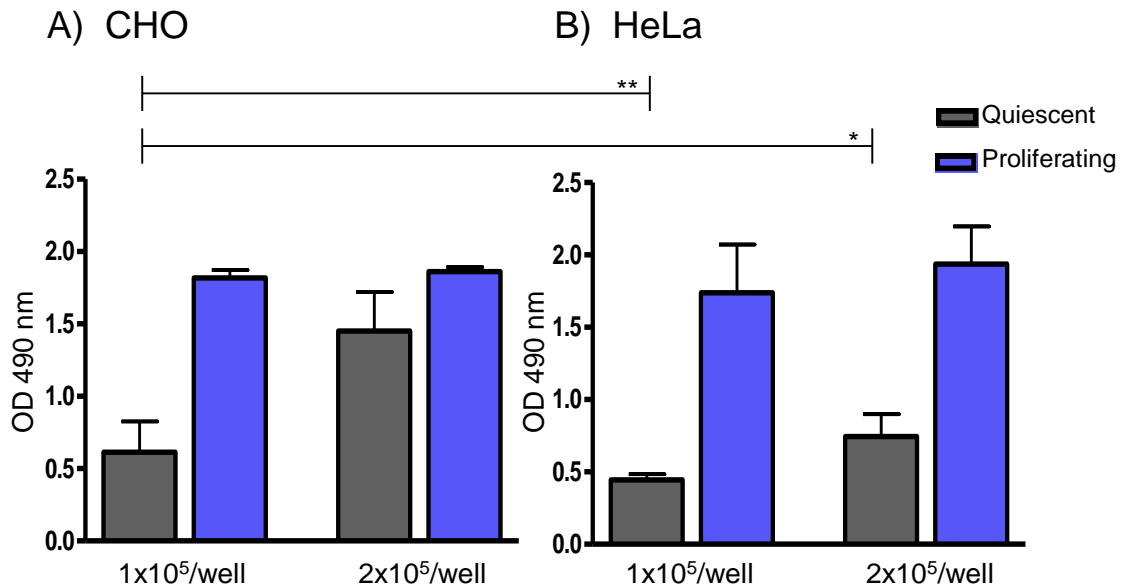 A) CHO
B) HeLa
**
*
Quiescent
Proliferating
OD 490 nm
2.5
2.0
1.5
1.0
0.5
0.0
1x10⁵/well
2x10⁵/well
OD 490 nm
2.5
2.0
1.5
1.0
0.5
0.0
1x10⁵/well
2x10⁵/well